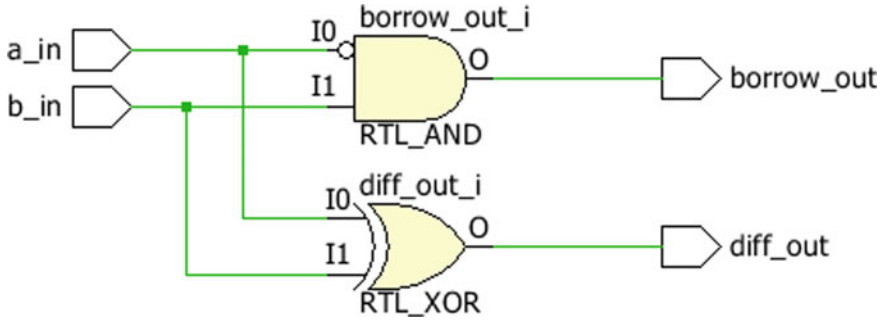 borrow_out_i
a_in
I0
O
borrow_out
b_in
I1
RTL_AND
diff_out_i
I0
O
diff_out
I1
RTL_XOR